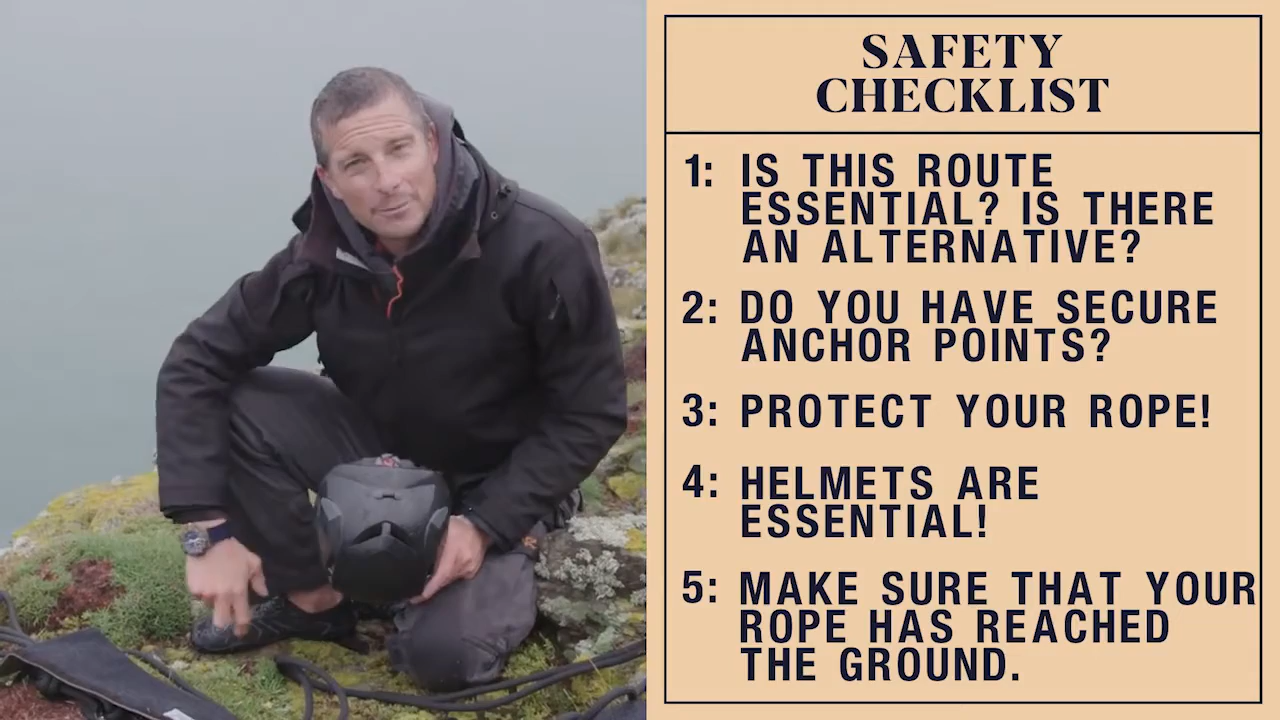 SAFETY
CHECKLIST
1: IS THIS ROUTE
ESSENTIAL? IS THERE
AN ALTERNATIVE?
2: DO YOU HAVE SECURE
ANCHOR POINTS?
3: PROTECT YOUR ROPE!
4: HELMETS ARE
ESSENTIAL!
5: MAKE SURE THAT YOUR
ROPE HAS REACHED
THE GROUND.